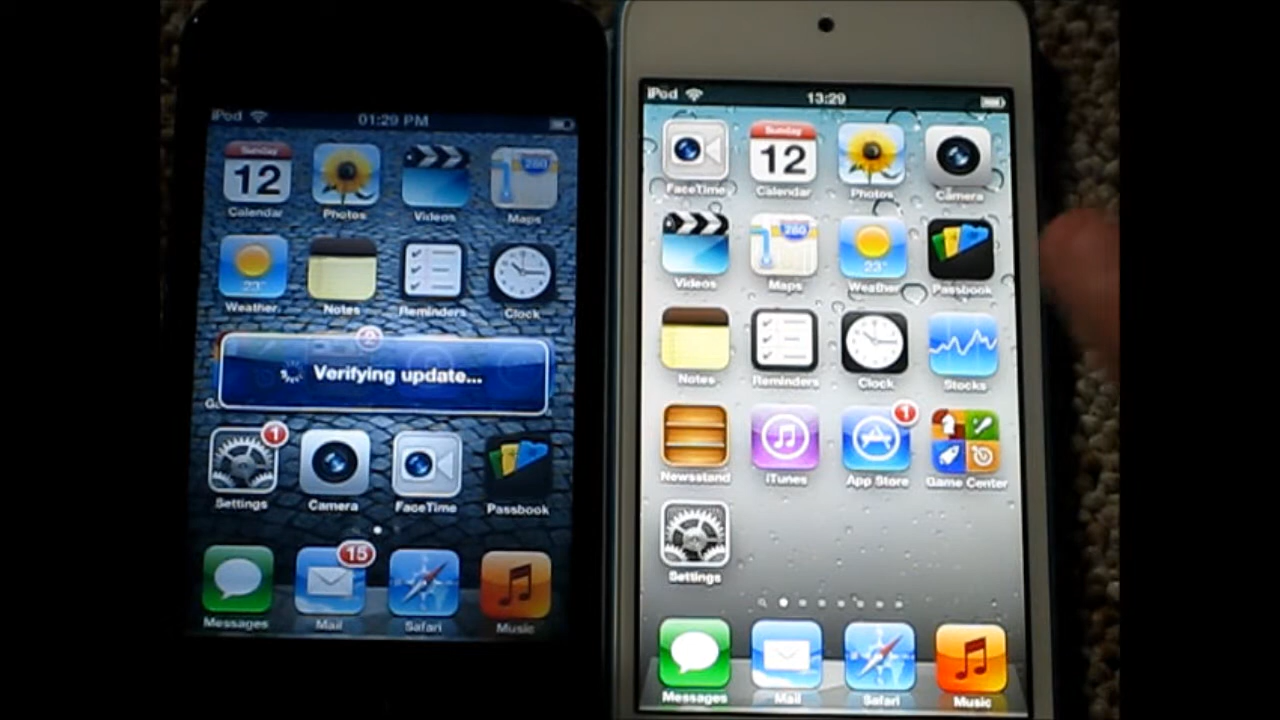 iPod 01:29 PM
Sunday
12
Calendar Photos Videos Maps
280
23°
Weather Notes Reminders Clock
2
Verifying update...
1
Settings Camera FaceTime Passbook
15
Messages Mail Safari Music
iPod 13:29
Sunday
12
FaceTime Calendar Photos Camera
280
23°
Videos Maps Weather Passbook
Notes Reminders Clock Stocks
1
Newsstand iTunes App Store Game Center
Settings
Messages Mail Safari Music